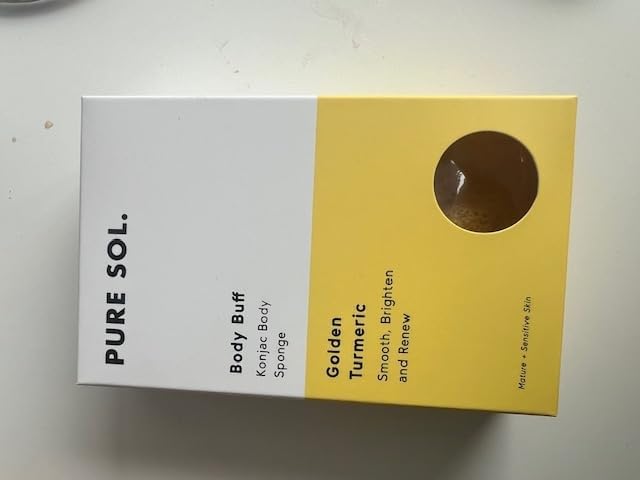 PURE SOL.
Body Buff
Konjac Body
Sponge
Golden
Turmeric
Smooth, Brighten
and Renew
Mature + Sensitive Skin